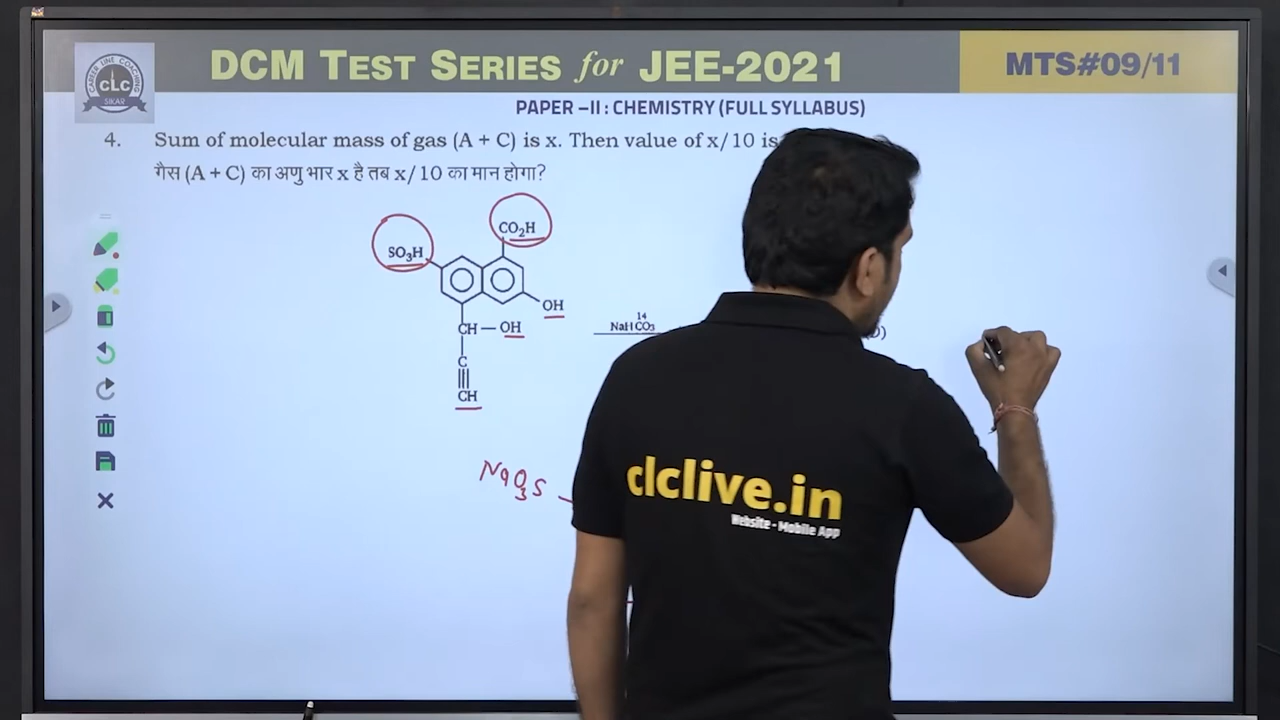 DCM TEST SERIES for JEE-2021
MTS#09/11
CAREER LINE COACHING
CLC
SIKAR
PAPER –II : CHEMISTRY (FULL SYLLABUS)
4. Sum of molecular mass of gas (A + C) is x. Then value of x/10 is
गैस (A + C) का अणु भार x है तब x/10 का मान होगा?
CO₂H
SO₃H
OH
CH — OH
C
CH
NaHCO₃
14
NaO₃S
clclive.in
Website - Mobile App